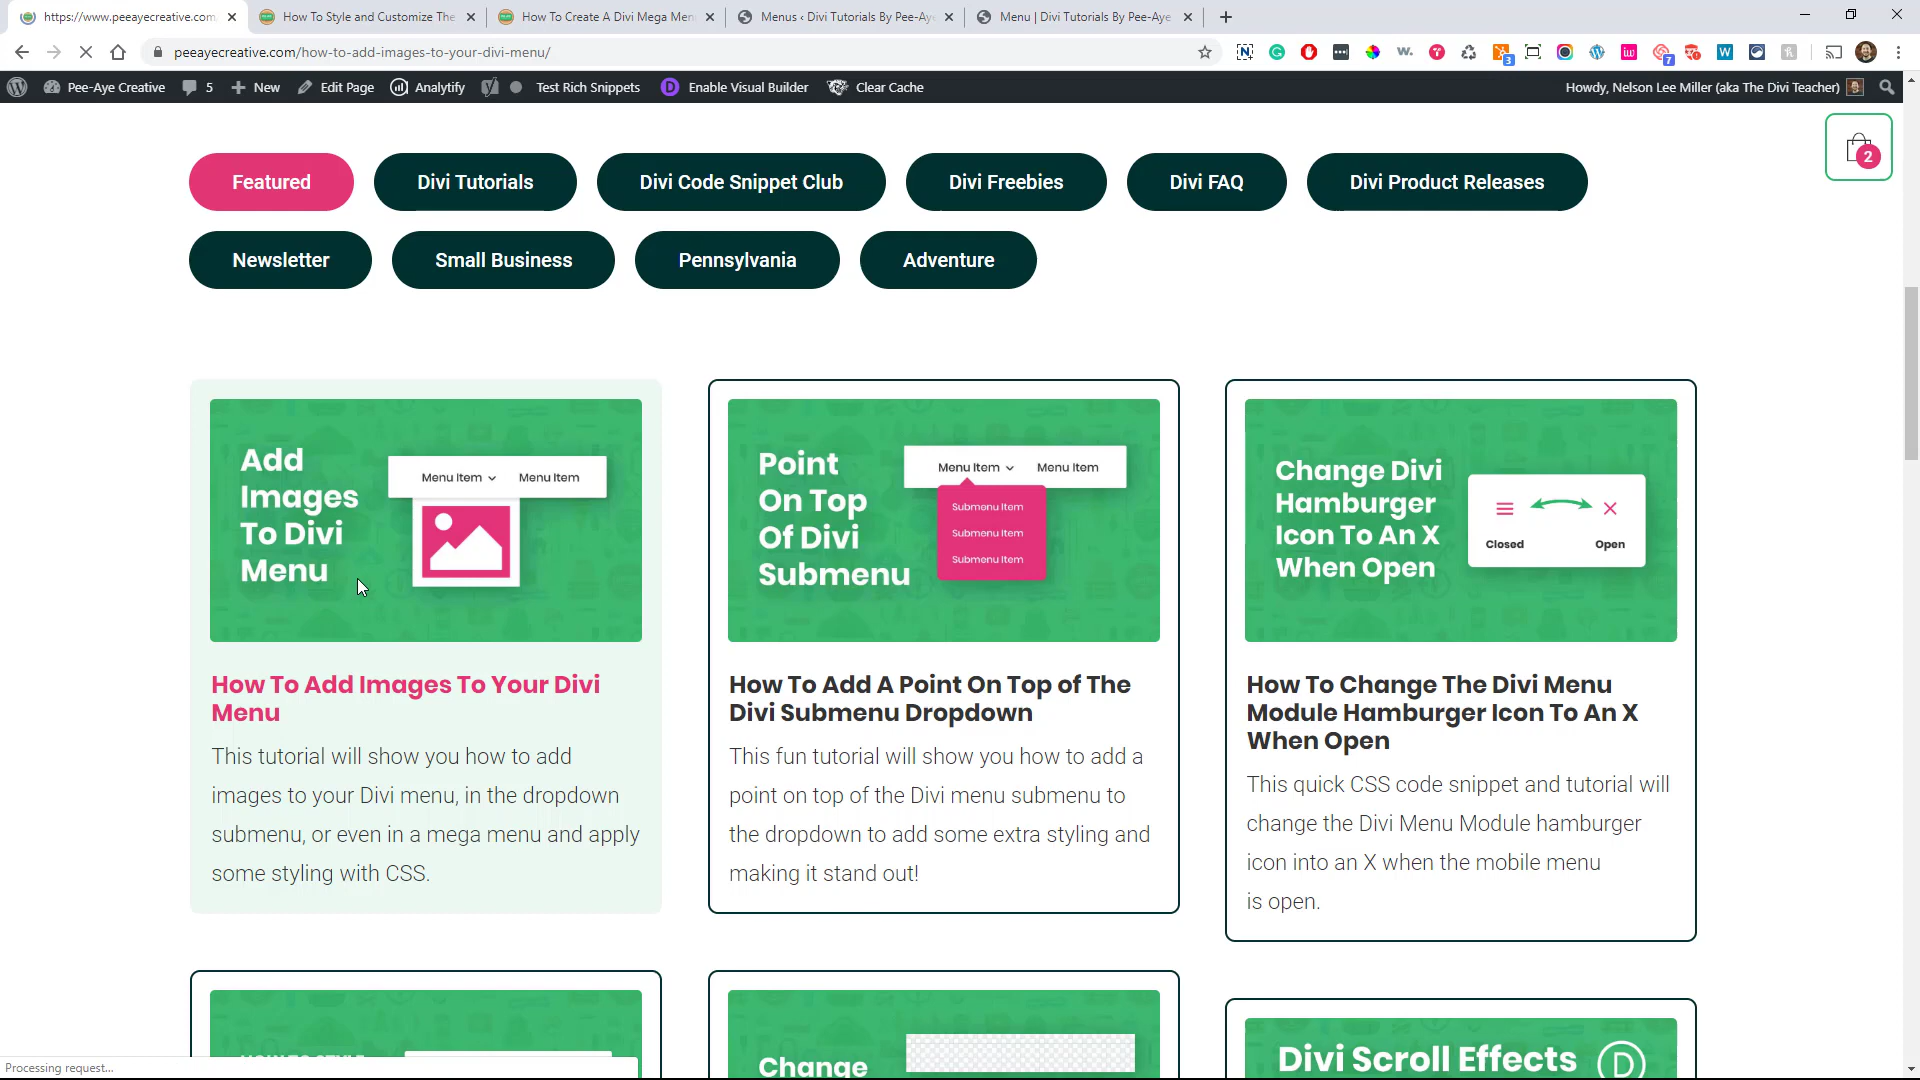 https://www.peeayecreative.com
How To Style and Customize The
How To Create A Divi Mega Men
Menus ‹ Divi Tutorials By Pee-Aye
Menu | Divi Tutorials By Pee-Aye
peeayecreative.com/how-to-add-images-to-your-divi-menu/
3
7
Pee-Aye Creative
5
New
Edit Page
Analytify
Test Rich Snippets
Enable Visual Builder
Clear Cache
Howdy, Nelson Lee Miller (aka The Divi Teacher)
2
Featured
Divi Tutorials
Divi Code Snippet Club
Divi Freebies
Divi FAQ
Divi Product Releases
Newsletter
Small Business
Pennsylvania
Adventure
Add
Images
To Divi
Menu
Menu Item
Menu Item
Point
On Top
Of Divi
Submenu
Menu Item
Menu Item
Submenu Item
Submenu Item
Submenu Item
Change Divi
Hamburger
Icon To An X
When Open
Closed
Open
How To Add Images To Your Divi
Menu
This tutorial will show you how to add
images to your Divi menu, in the dropdown
submenu, or even in a mega menu and apply
some styling with CSS.
How To Add A Point On Top of The
Divi Submenu Dropdown
This fun tutorial will show you how to add a
point on top of the Divi menu submenu to
the dropdown to add some extra styling and
making it stand out!
How To Change The Divi Menu
Module Hamburger Icon To An X
When Open
This quick CSS code snippet and tutorial will
change the Divi Menu Module hamburger
icon into an X when the mobile menu
is open.
Change
Divi Scroll Effects
D
Processing request...